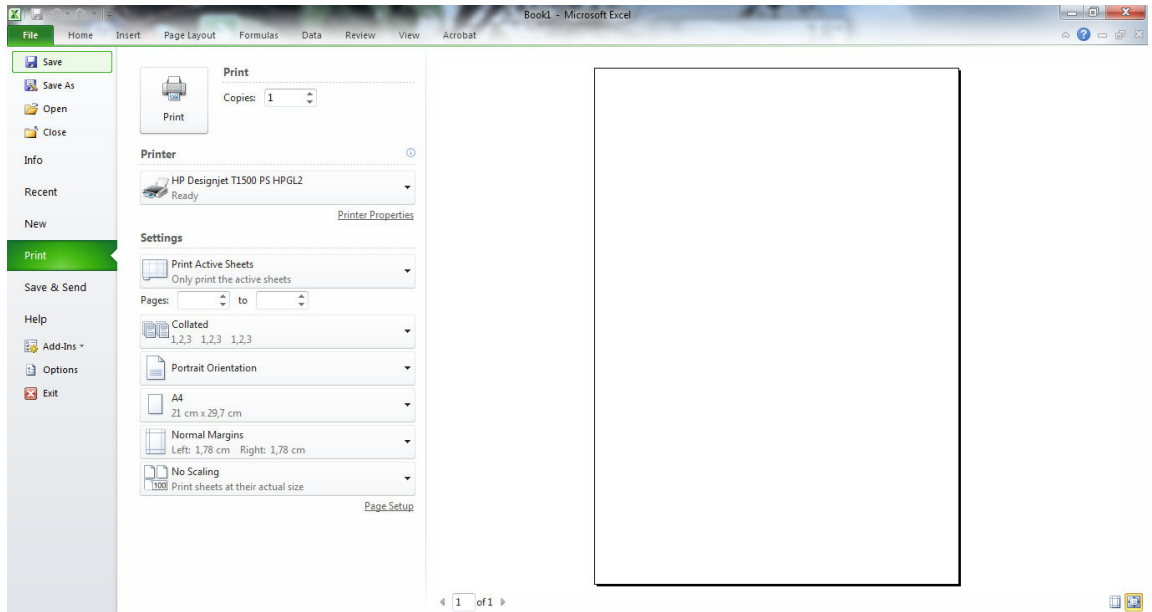 Book1 - Microsoft Excel
File Home Insert Page Layout Formulas Data Review View Acrobat
Save
Save As
Open
Close
Info
Recent
New
Print
Save & Send
Help
Add-Ins
Options
Exit
Print
Print
Copies: 1
Printer
HP Designjet T1500 PS HPGL2
Ready
Printer Properties
Settings
Print Active Sheets
Only print the active sheets
Pages: to
Collated
1,2,3 1,2,3 1,2,3
Portrait Orientation
A4
21 cm x 29,7 cm
Normal Margins
Left: 1,78 cm Right: 1,78 cm
No Scaling
100 Print sheets at their actual size
Page Setup
1 of 1